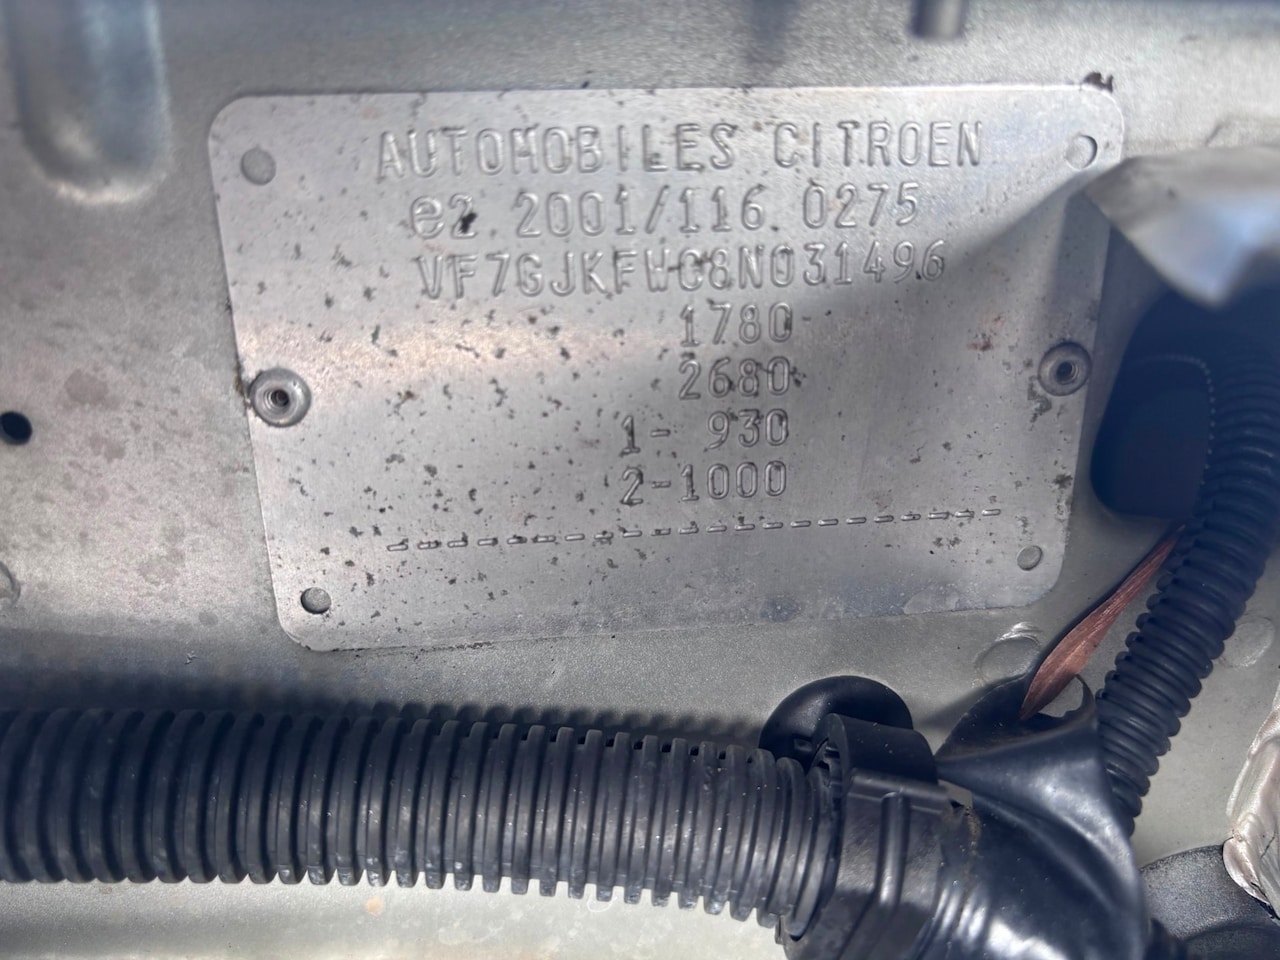 AUTOMOBILES CITROEN
e2*2001/116*0275
VF7GJKFWC8N031496
1780
2680
1- 930
2-1000
---------------------